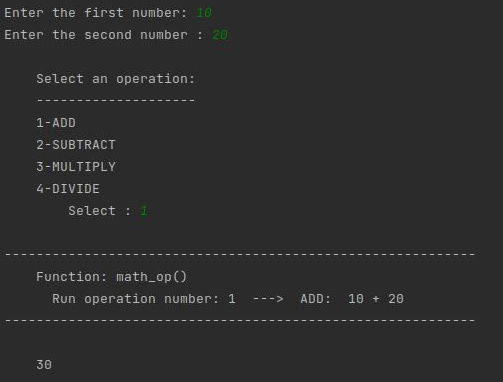 Enter the first number: 10
Enter the second number : 20
Select an operation:
--------------------
1-ADD
2-SUBTRACT
3-MULTIPLY
4-DIVIDE
Select : 1
-----------------------------------------------------------
Function: math_op()
Run operation number: 1  --->  ADD:  10 + 20
-----------------------------------------------------------
30